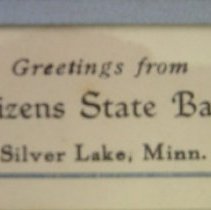 Greetings from
izens State Ba
Silver Lake, Minn.